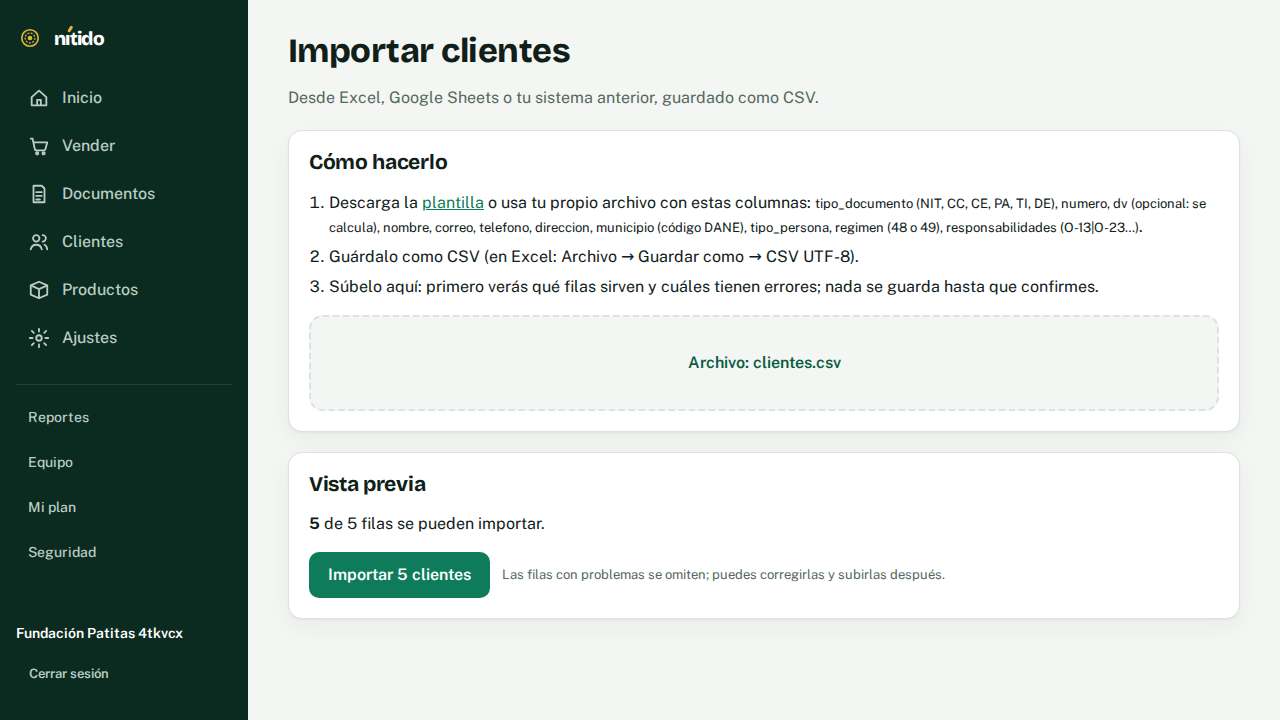 nítido
Inicio
Vender
Documentos
Clientes
Productos
Ajustes
Reportes
Equipo
Mi plan
Seguridad
Fundación Patitas 4tkvcx
Cerrar sesión
Importar clientes
Desde Excel, Google Sheets o tu sistema anterior, guardado como CSV.
Cómo hacerlo
1. Descarga la plantilla o usa tu propio archivo con estas columnas: tipo_documento (NIT, CC, CE, PA, TI, DE), numero, dv (opcional: se
calcula), nombre, correo, telefono, direccion, municipio (código DANE), tipo_persona, regimen (48 o 49), responsabilidades (O-13|O-23…).
2. Guárdalo como CSV (en Excel: Archivo → Guardar como → CSV UTF-8).
3. Súbelo aquí: primero verás qué filas sirven y cuáles tienen errores; nada se guarda hasta que confirmes.
Archivo: clientes.csv
Vista previa
5 de 5 filas se pueden importar.
Importar 5 clientes
Las filas con problemas se omiten; puedes corregirlas y subirlas después.